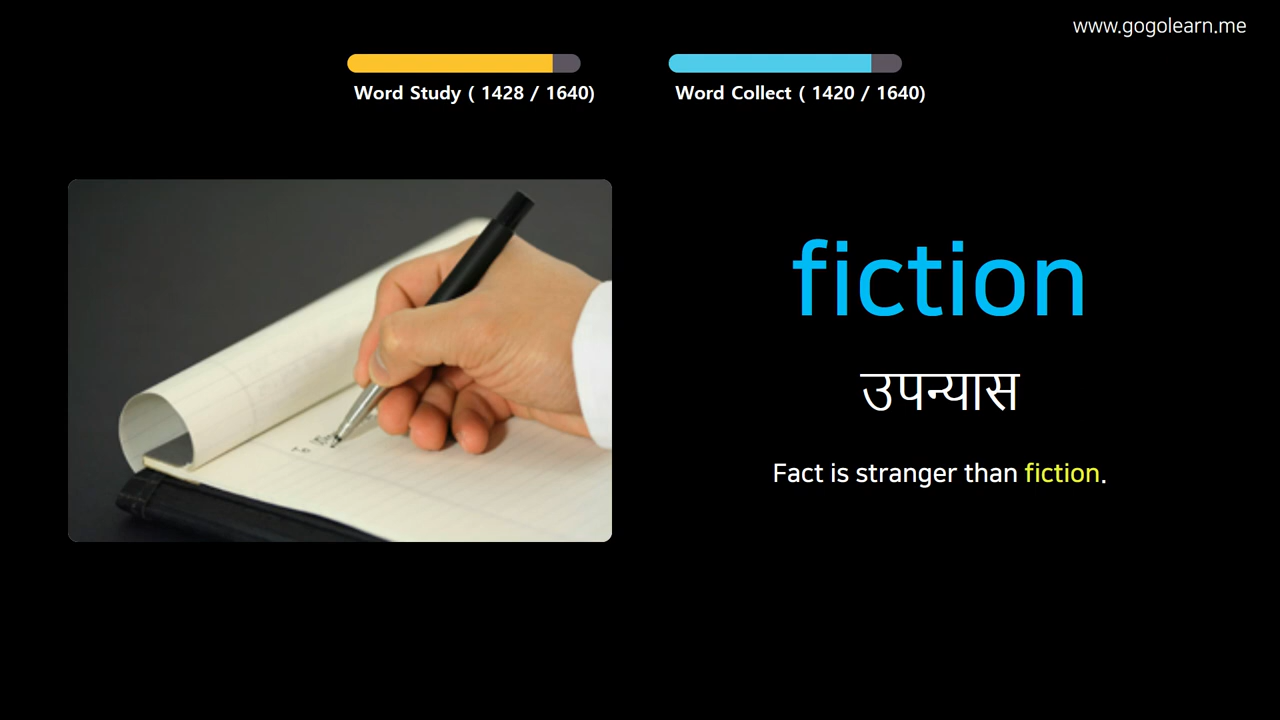 www.gogolearn.me
Word Study ( 1428 / 1640)
Word Collect ( 1420 / 1640)
fiction
उपन्यास
Fact is stranger than fiction.